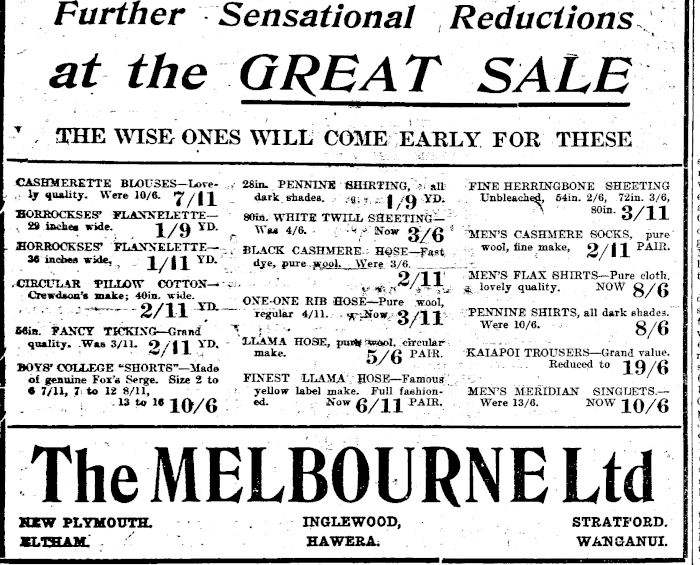 Further Sensational Reductions
at the GREAT SALE
THE WISE ONES WILL COME EARLY FOR THESE
CASHMERETTE BLOUSES—Love-
ly quality. Were 10/6. 7/11
HORROCKSES' FLANNELETTE—
29 inches wide. 1/9 YD.
HORROCKSES' FLANNELETTE—
36 inches wide, 1/11 YD.
CIRCULAR PILLOW COTTON—
Crewdson's make; 40in. wide.
2/11 YD.
56in. FANCY TICKING—Grand
quality. Was 3/11. 2/11 YD.
BOYS' COLLEGE "SHORTS"—Made
of genuine Fox's Serge. Size 2 to
6 7/11, 7 to 12 8/11,
13 to 16 10/6
28in. PENNINE SHIRTING, all
dark shades. 1/9 YD.
80in. WHITE TWILL SHEETING—
Was 4/6. Now 3/6
BLACK CASHMERE HOSE—Fast
dye, pure wool. Were 3/6.
2/11
ONE-ONE RIB HOSE—Pure wool,
regular 4/11. Now 3/11
LLAMA HOSE, pure wool, circular
make. 5/6 PAIR.
FINEST LLAMA HOSE—Famous
yellow label make. Full fashion-
ed. Now 6/11 PAIR.
FINE HERRINGBONE SHEETING
Unbleached, 54in. 2/6, 72in. 3/6,
80in. 3/11
MEN'S CASHMERE SOCKS, pure
wool, fine make, 2/11 PAIR.
MEN'S FLAX SHIRTS—Pure cloth,
lovely quality. NOW 8/6
PENNINE SHIRTS, all dark shades.
Were 10/6. 8/6
KAIAPOI TROUSERS—Grand value.
Reduced to 19/6
MEN'S MERIDIAN SINGLETS—
Were 13/6. NOW 10/6
The MELBOURNE Ltd
NEW PLYMOUTH. INGLEWOOD, STRATFORD.
ELTHAM. HAWERA. WANGANUI.